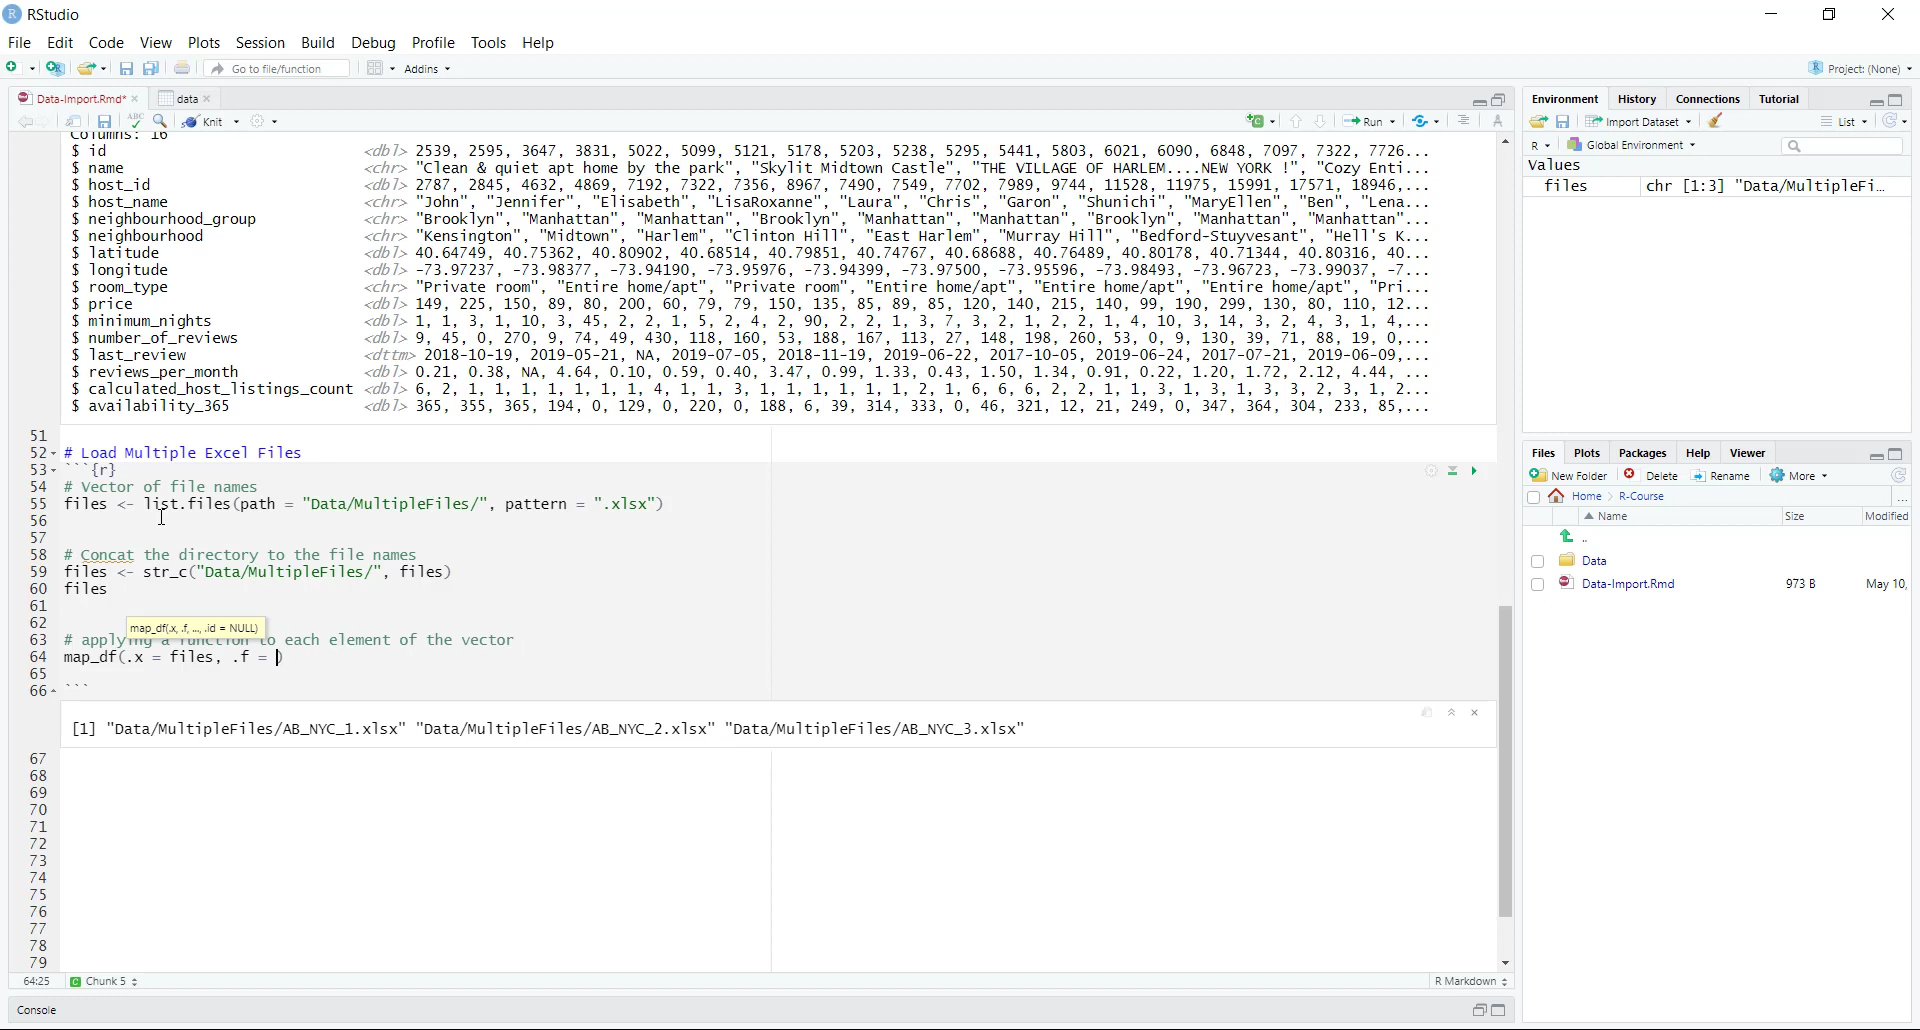 RStudio
File Edit Code View Plots Session Build Debug Profile Tools Help
Go to file/function Addins Project: (None)
Data-Import.Rmd* data
Knit Run
Columns: 16
$ id <dbl> 2539, 2595, 3647, 3831, 5022, 5099, 5121, 5178, 5203, 5238, 5295, 5441, 5803, 6021, 6090, 6848, 7097, 7322, 7726...
$ name <chr> "Clean & quiet apt home by the park", "Skylit Midtown Castle", "THE VILLAGE OF HARLEM....NEW YORK !", "Cozy Enti...
$ host_id <dbl> 2787, 2845, 4632, 4869, 7192, 7322, 7356, 8967, 7490, 7549, 7702, 7989, 9744, 11528, 11975, 15991, 17571, 18946,...
$ host_name <chr> "John", "Jennifer", "Elisabeth", "LisaRoxanne", "Laura", "Chris", "Garon", "Shunichi", "MaryEllen", "Ben", "Lena...
$ neighbourhood_group <chr> "Brooklyn", "Manhattan", "Manhattan", "Brooklyn", "Manhattan", "Manhattan", "Brooklyn", "Manhattan", "Manhattan"...
$ neighbourhood <chr> "Kensington", "Midtown", "Harlem", "Clinton Hill", "East Harlem", "Murray Hill", "Bedford-Stuyvesant", "Hell's K...
$ latitude <dbl> 40.64749, 40.75362, 40.80902, 40.68514, 40.79851, 40.74767, 40.68688, 40.76489, 40.80178, 40.71344, 40.80316, 40...
$ longitude <dbl> -73.97237, -73.98377, -73.94190, -73.95976, -73.94399, -73.97500, -73.95596, -73.98493, -73.96723, -73.99037, -7...
$ room_type <chr> "Private room", "Entire home/apt", "Private room", "Entire home/apt", "Entire home/apt", "Entire home/apt", "Pri...
$ price <dbl> 149, 225, 150, 89, 80, 200, 60, 79, 79, 150, 135, 85, 89, 85, 120, 140, 215, 140, 99, 190, 299, 130, 80, 110, 12...
$ minimum_nights <dbl> 1, 1, 3, 1, 10, 3, 45, 2, 2, 1, 5, 2, 4, 2, 90, 2, 2, 1, 3, 7, 3, 2, 1, 2, 2, 1, 4, 10, 3, 14, 3, 2, 4, 3, 1, 4,...
$ number_of_reviews <dbl> 9, 45, 0, 270, 9, 74, 49, 430, 118, 160, 53, 188, 167, 113, 27, 148, 198, 260, 53, 0, 9, 130, 39, 71, 88, 19, 0,...
$ last_review <dttm> 2018-10-19, 2019-05-21, NA, 2019-07-05, 2018-11-19, 2019-06-22, 2017-10-05, 2019-06-24, 2017-07-21, 2019-06-09,...
$ reviews_per_month <dbl> 0.21, 0.38, NA, 4.64, 0.10, 0.59, 0.40, 3.47, 0.99, 1.33, 0.43, 1.50, 1.34, 0.91, 0.22, 1.20, 1.72, 2.12, 4.44, ...
$ calculated_host_listings_count <dbl> 6, 2, 1, 1, 1, 1, 1, 1, 4, 1, 1, 3, 1, 1, 1, 1, 1, 1, 2, 1, 6, 6, 6, 2, 2, 1, 1, 3, 1, 3, 1, 3, 3, 2, 3, 1, 2...
$ availability_365 <dbl> 365, 355, 365, 194, 0, 129, 0, 220, 0, 188, 6, 39, 314, 333, 0, 46, 321, 12, 21, 249, 0, 347, 364, 304, 233, 85,...
51
52 # Load Multiple Excel Files
53 ```{r}
54 # Vector of file names
55 files <- list.files(path = "Data/MultipleFiles/", pattern = ".xlsx")
56
57
58 # Concat the directory to the file names
59 files <- str_c("Data/MultipleFiles/", files)
60 files
61
62
map_df(.x, .f, ..., .id = NULL)
63 # applying a function to each element of the vector
64 map_df(.x = files, .f = )
65
66 ```
[1] "Data/MultipleFiles/AB_NYC_1.xlsx" "Data/MultipleFiles/AB_NYC_2.xlsx" "Data/MultipleFiles/AB_NYC_3.xlsx"
67
68
69
70
71
72
73
74
75
76
77
78
79
64:25 Chunk 5 R Markdown
Console
Environment History Connections Tutorial
Import Dataset List
R Global Environment
Values
files chr [1:3] "Data/MultipleFi...
Files Plots Packages Help Viewer
New Folder Delete Rename More
Home R-Course ...
Name Size Modified
..
Data
Data-Import.Rmd 973 B May 10,